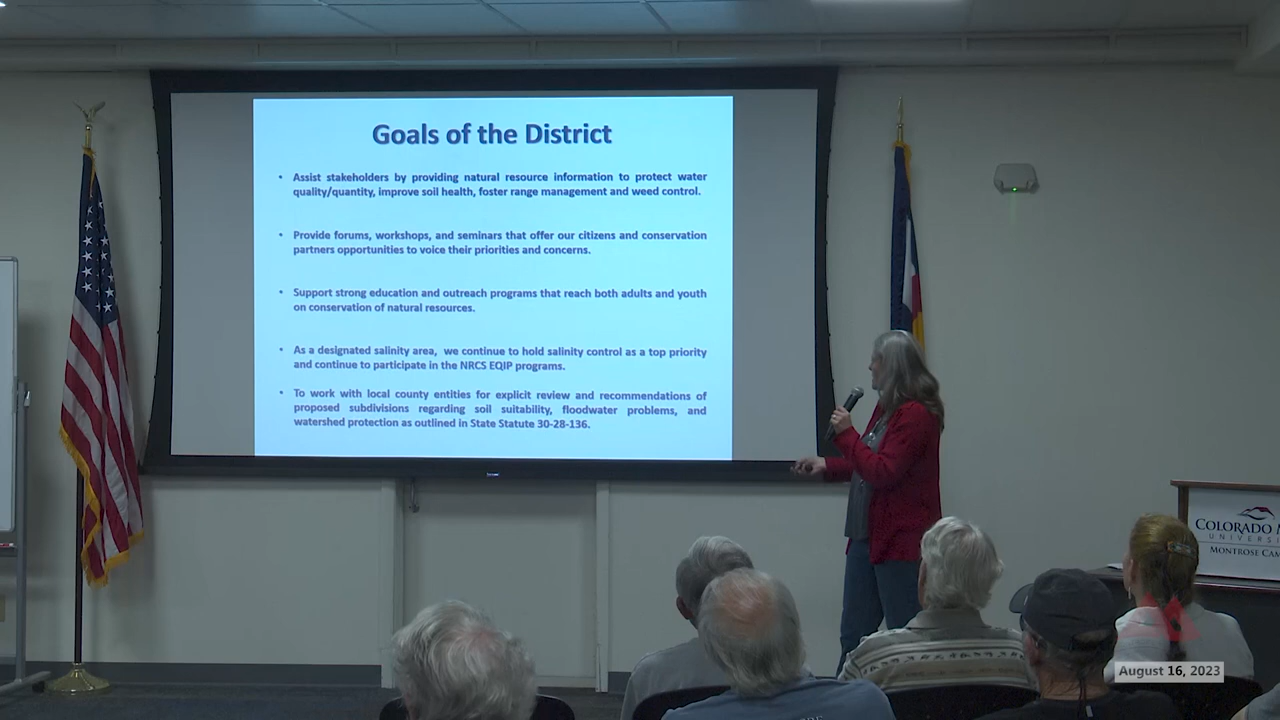 Goals of the District
• Assist stakeholders by providing natural resource information to protect water
quality/quantity, improve soil health, foster range management and weed control.
• Provide forums, workshops, and seminars that offer our citizens and conservation
partners opportunities to voice their priorities and concerns.
• Support strong education and outreach programs that reach both adults and youth
on conservation of natural resources.
• As a designated salinity area, we continue to hold salinity control as a top priority
and continue to participate in the NRCS EQIP programs.
• To work with local county entities for explicit review and recommendations of
proposed subdivisions regarding soil suitability, floodwater problems, and
watershed protection as outlined in State Statute 30-28-136.
COLORADO
MONTROSE
August 16, 2023